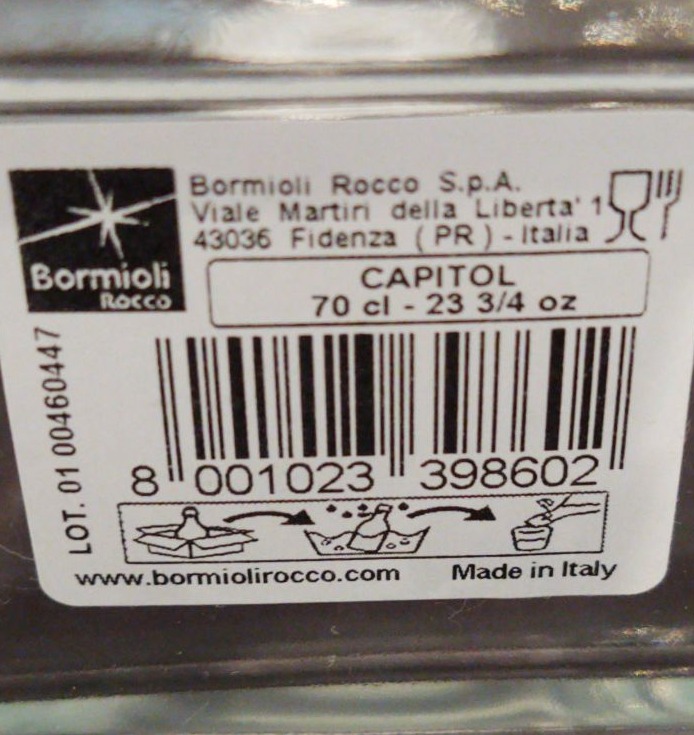 Bormioli
Rocco
Bormioli Rocco S.p.A.
Viale Martiri della Liberta' 1
43036 Fidenza ( PR ) - Italia
CAPITOL
70 cl - 23 3/4 oz
LOT. 01 00460447
8 001023 398602
www.bormiolirocco.com Made in Italy